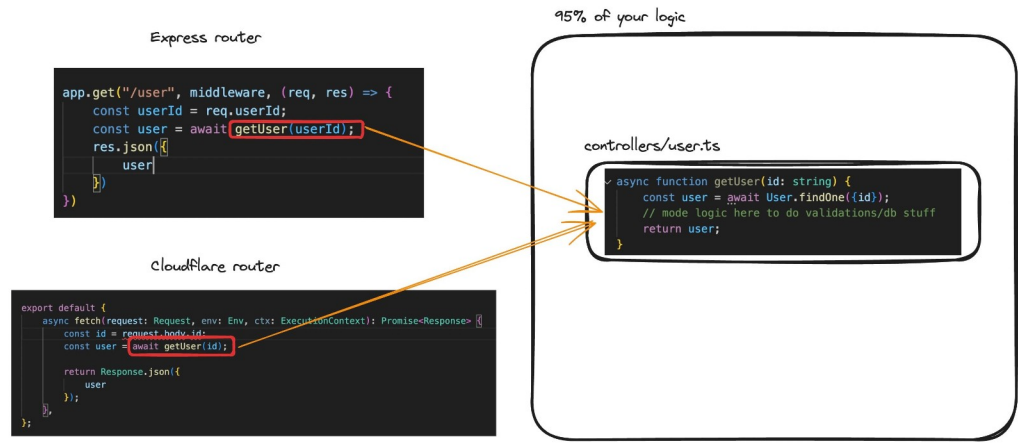 95% of your logic
Express router
app.get("/user", middleware, (req, res) => {
    const userId = req.userId;
    const user = await getUser(userId);
    res.json({
        user
    })
})
controllers/user.ts
async function getUser(id: string) {
    const user = await User.findOne({id});
    // mode logic here to do validations/db stuff
    return user;
}
Cloudflare router
export default {
    async fetch(request: Request, env: Env, ctx: ExecutionContext): Promise<Response> {
        const id = request.body.id;
        const user = await getUser(id);
        return Response.json({
            user
        });
    },
};